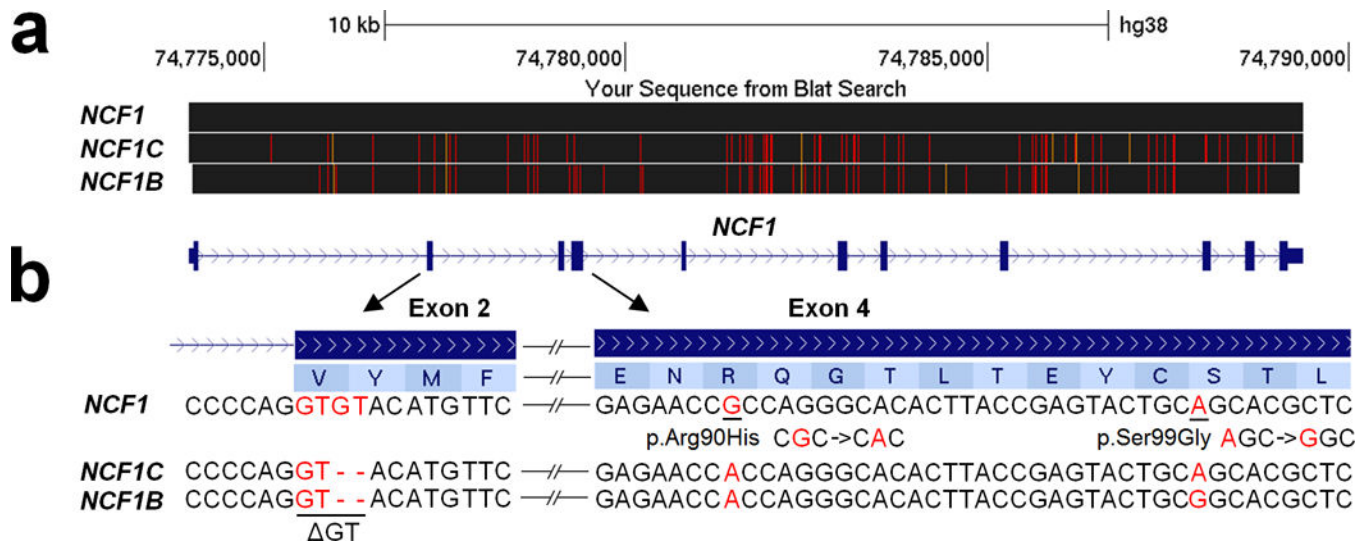 a
10 kb hg38
74,775,000 74,780,000 74,785,000 74,790,000
Your Sequence from Blat Search
NCF1
NCF1C
NCF1B
NCF1
b
Exon 2 Exon 4
V Y M F E N R Q G T L T E Y C S T L
NCF1 CCCCAGGTGTACATGTTC GAGAACCGCCAGGGCACACTTACCGAGTACTGCAGCACGCTC
p.Arg90His CGC->CAC p.Ser99Gly AGC->GGC
NCF1C CCCCAGGT--ACATGTTC GAGAACCACCAGGGCACACTTACCGAGTACTGCAGCACGCTC
NCF1B CCCCAGGT--ACATGTTC GAGAACCACCAGGGCACACTTACCGAGTACTGCGGCACGCTC
ΔGT